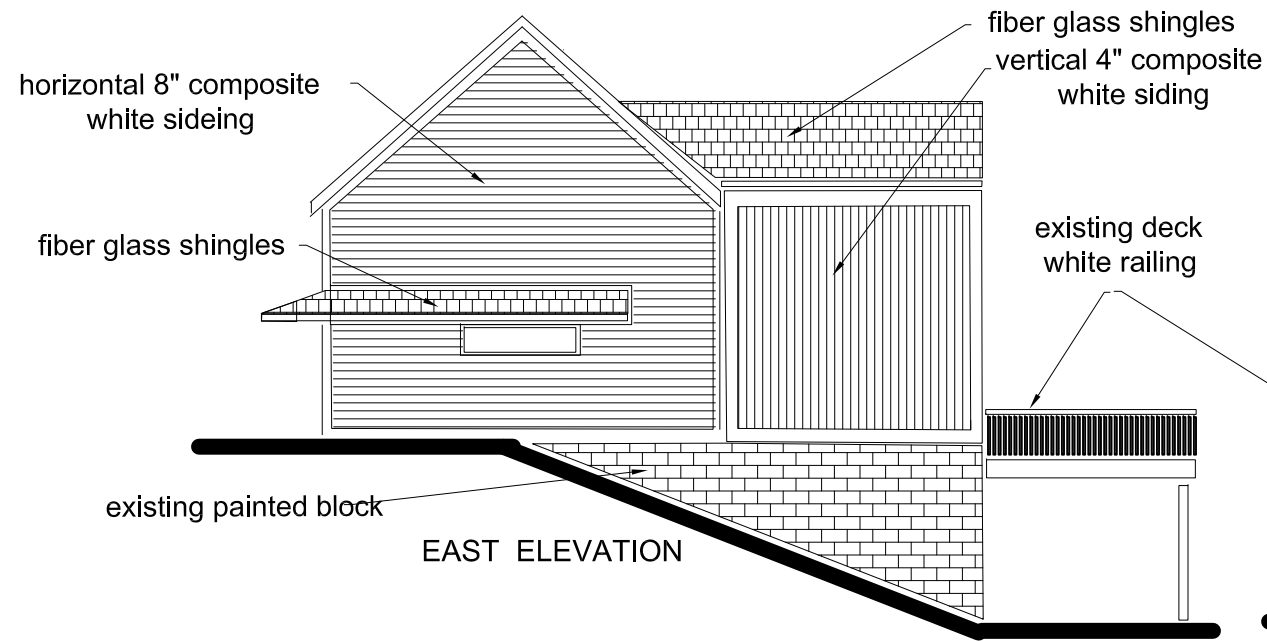 fiber glass shingles
vertical 4" composite
white siding
horizontal 8" composite
white sideing
existing deck
white railing
fiber glass shingles
existing painted block
EAST ELEVATION